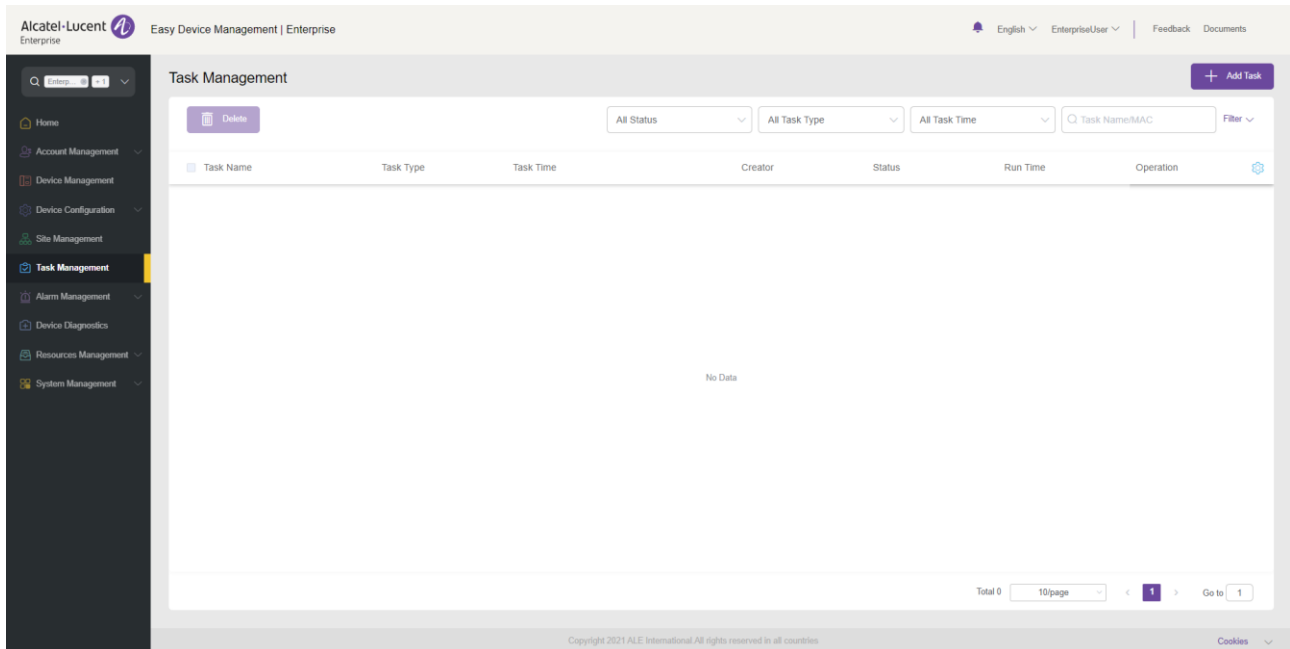 Alcatel·Lucent
Enterprise
Easy Device Management | Enterprise
English EnterpriseUser Feedback Documents
Enterp... + 1
Home
Account Management
Device Management
Device Configuration
Site Management
Task Management
Alarm Management
Device Diagnostics
Resources Management
System Management
Task Management
Add Task
Delete
All Status All Task Type All Task Time Task Name/MAC Filter
Task Name Task Type Task Time Creator Status Run Time Operation
No Data
Total 0 10/page < 1 > Go to 1
Copyright 2021 ALE International.All rights reserved in all countries
Cookies